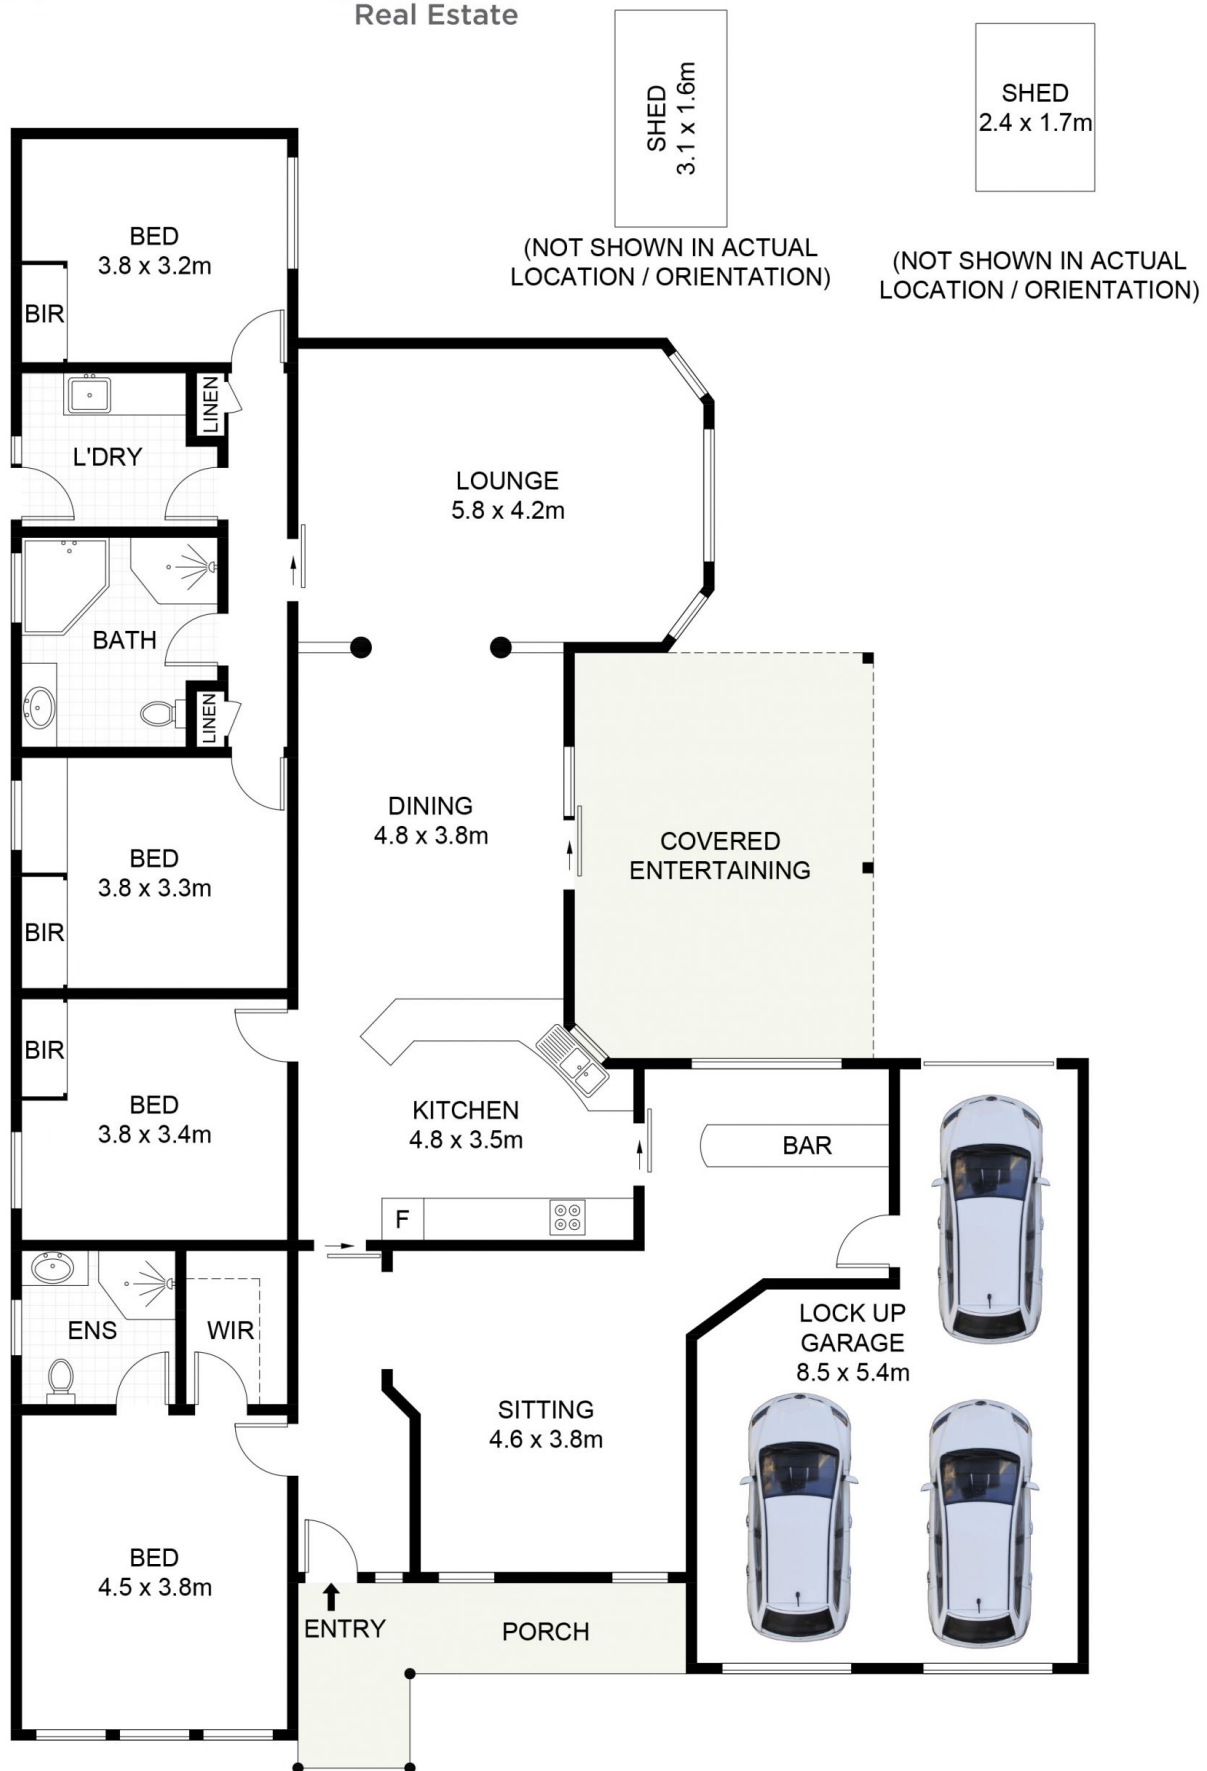 Real Estate
SHED
3.1 x 1.6m
SHED
2.4 x 1.7m
(NOT SHOWN IN ACTUAL
LOCATION / ORIENTATION)
(NOT SHOWN IN ACTUAL
LOCATION / ORIENTATION)
BED
3.8 x 3.2m
BIR
LINEN
L'DRY
LOUNGE
5.8 x 4.2m
BATH
LINEN
DINING
4.8 x 3.8m
COVERED
ENTERTAINING
BED
3.8 x 3.3m
BIR
BIR
BED
3.8 x 3.4m
KITCHEN
4.8 x 3.5m
BAR
F
ENS
WIR
LOCK UP
GARAGE
8.5 x 5.4m
SITTING
4.6 x 3.8m
BED
4.5 x 3.8m
ENTRY
PORCH